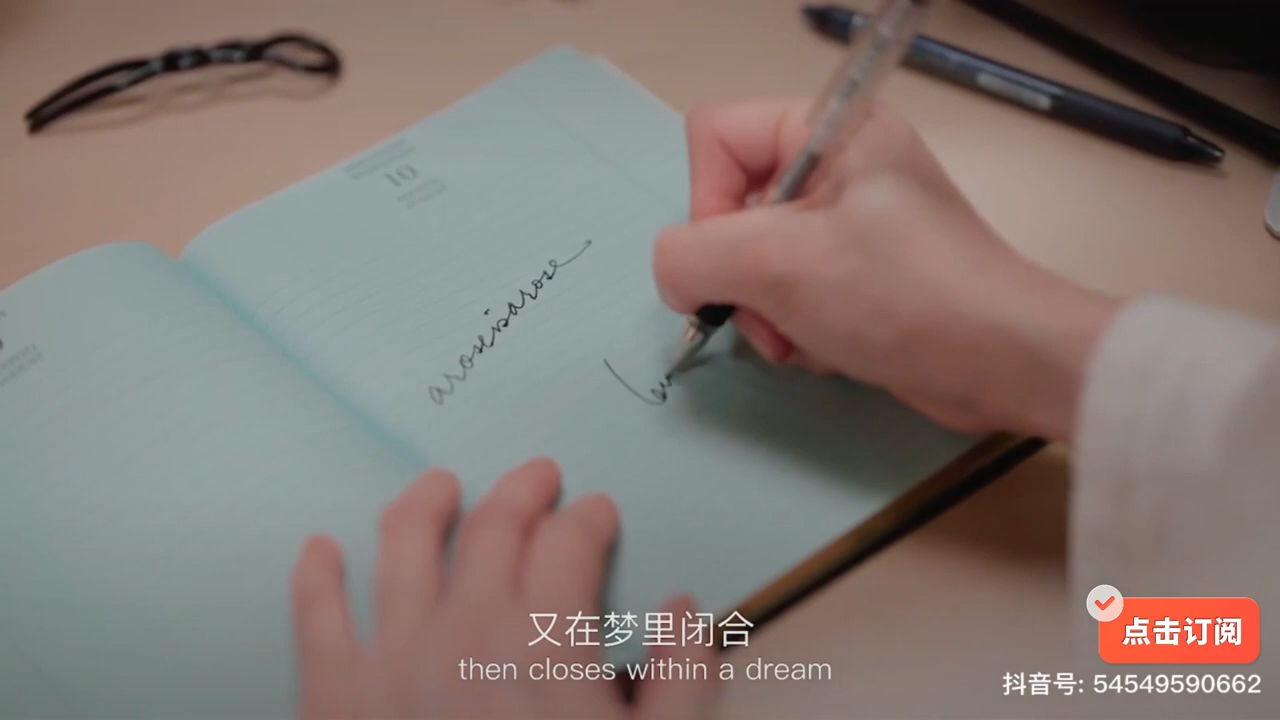 10
aroseisarose
又在梦里闭合
then closes within a dream
点击订阅
抖音号: 54549590662